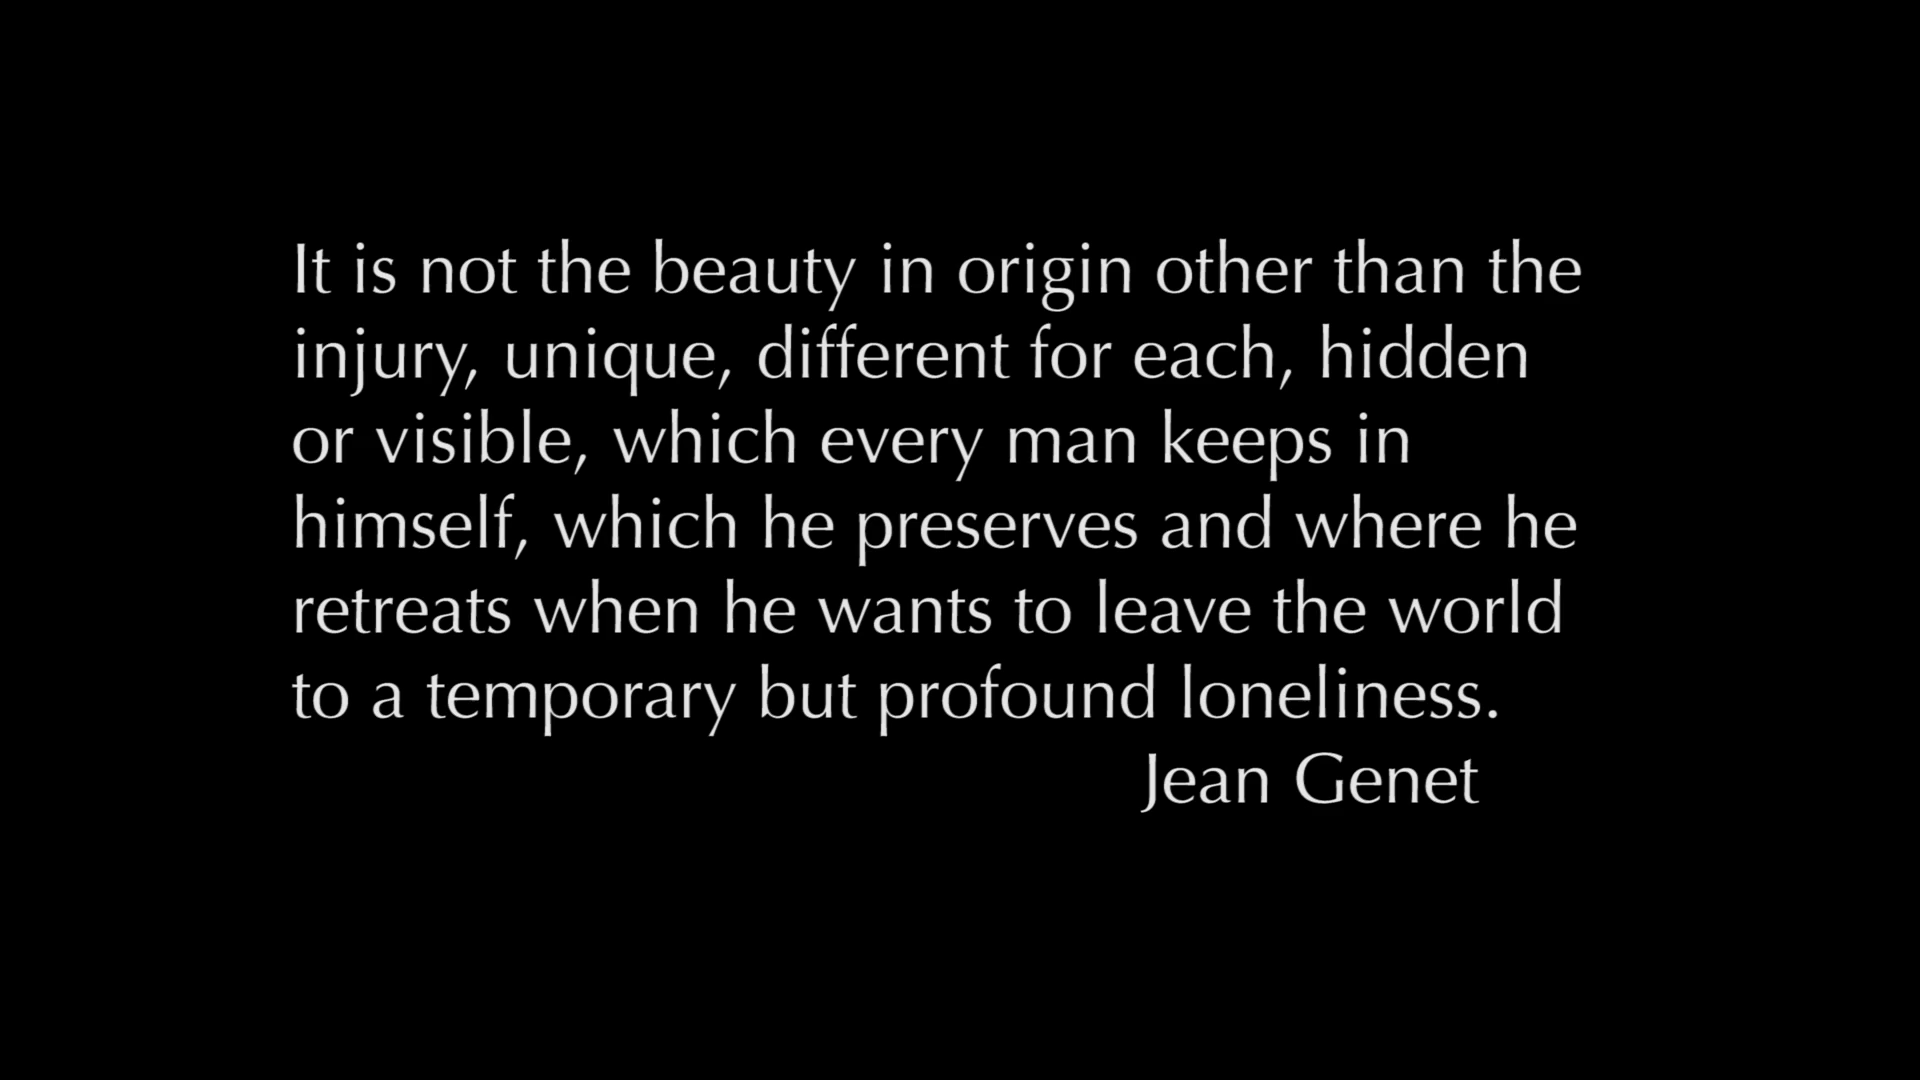 It is not the beauty in origin other than the
injury, unique, different for each, hidden
or visible, which every man keeps in
himself, which he preserves and where he
retreats when he wants to leave the world
to a temporary but profound loneliness.
Jean Genet